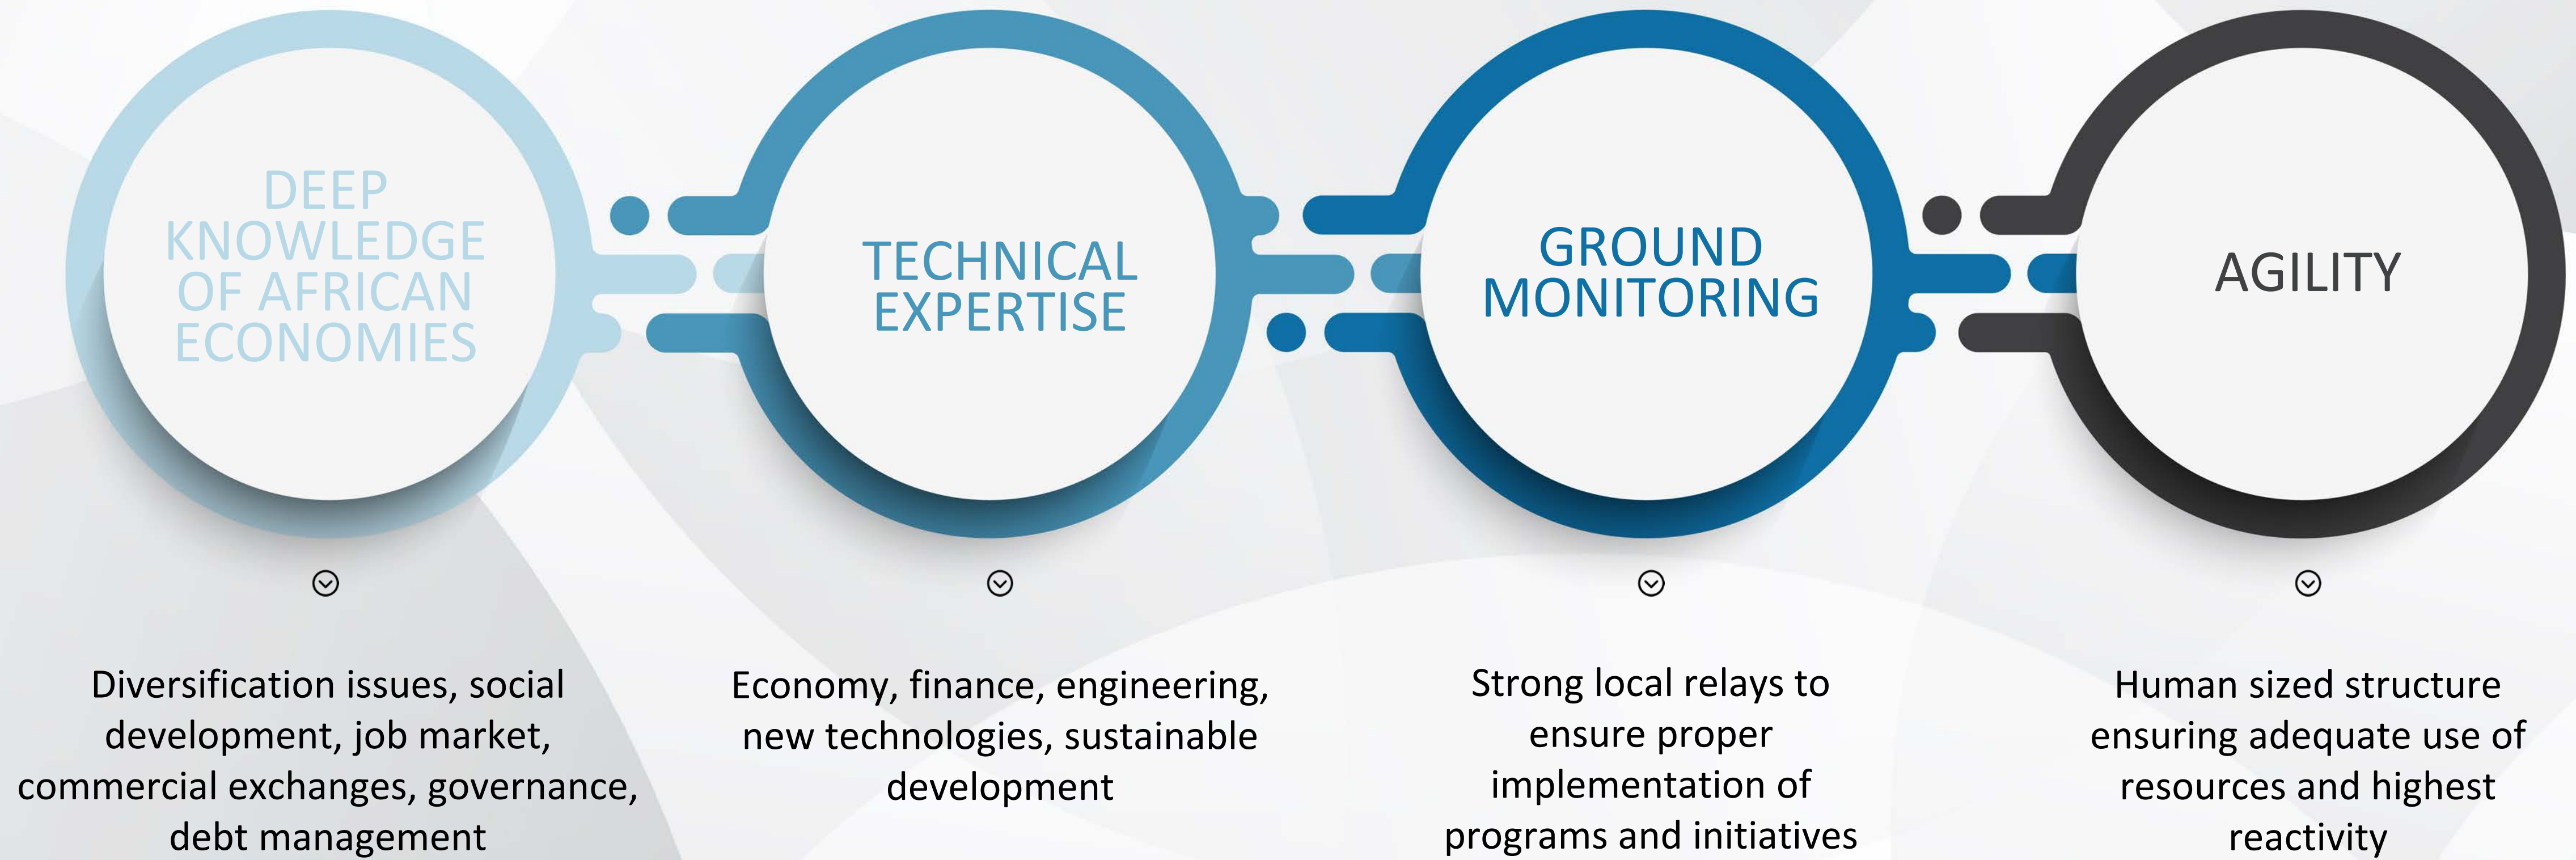 DEEP
KNOWLEDGE
OF AFRICAN
ECONOMIES
TECHNICAL
EXPERTISE
GROUND
MONITORING
AGILITY
Diversification issues, social
development, job market,
commercial exchanges, governance,
debt management
Economy, finance, engineering,
new technologies, sustainable
development
Strong local relays to
ensure proper
implementation of
programs and initiatives
Human sized structure
ensuring adequate use of
resources and highest
reactivity